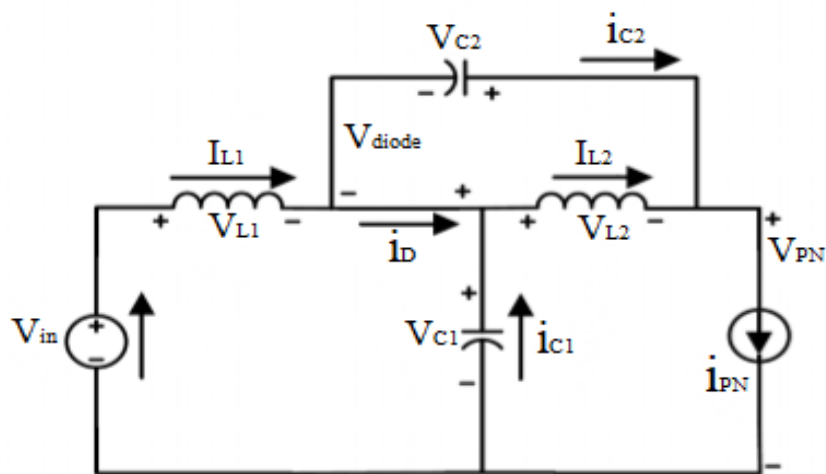 VC2
iC2
- +
Vdiode
IL1
IL2
- +
+ VL1 -
iD
+ VL2 -
+
VPN
-
Vin
+
-
+
VC1
-
iC1
iPN